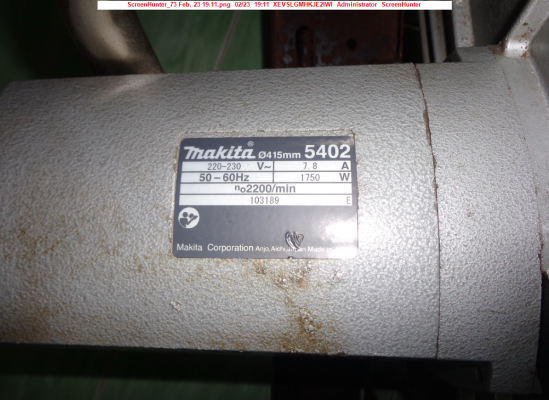 ScreenHunter_73 Feb. 23 19.11.png 02/23 19:11 XEVSLGMHKJE2IWI Administrator ScreenHunter
makita® Ø415mm 5402
220-230 V~ 7.8 A
50-60Hz 1750 W
no2200/min
103189 E
Makita Corporation Anjo, Aichi, Japan Made in